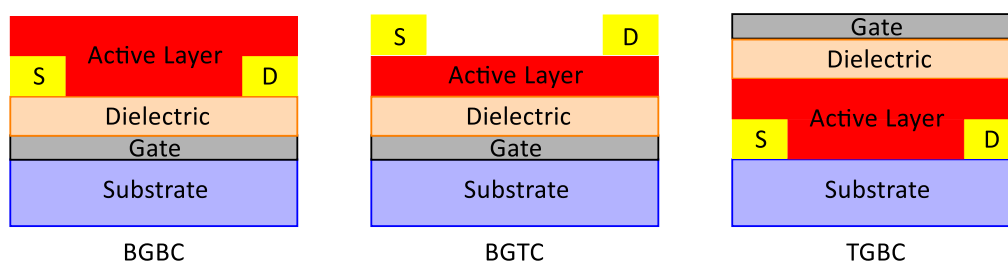 S
Active Layer
D
Dielectric
Gate
Substrate
BGBC
S
D
Active Layer
Dielectric
Gate
Substrate
BGTC
Gate
Dielectric
Active Layer
S
D
Substrate
TGBC